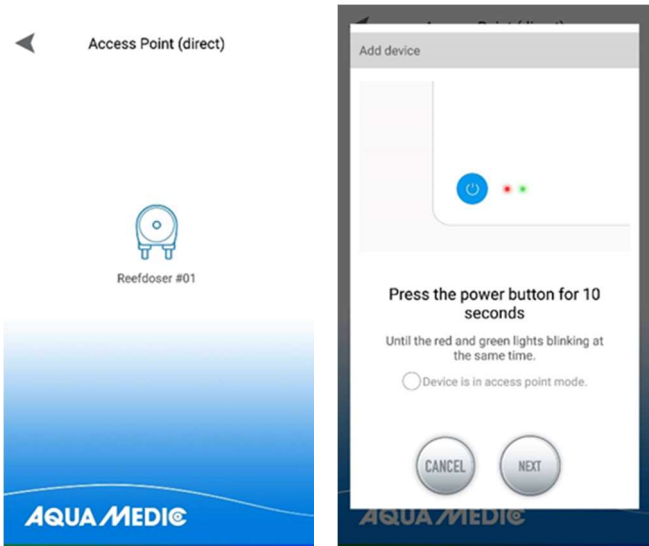 Access Point (direct)
Reefdoser #01
AQUA MEDIC
Add device
Press the power button for 10
seconds
Until the red and green lights blinking at
the same time.
Device is in access point mode.
CANCEL
NEXT
AQUA MEDIC